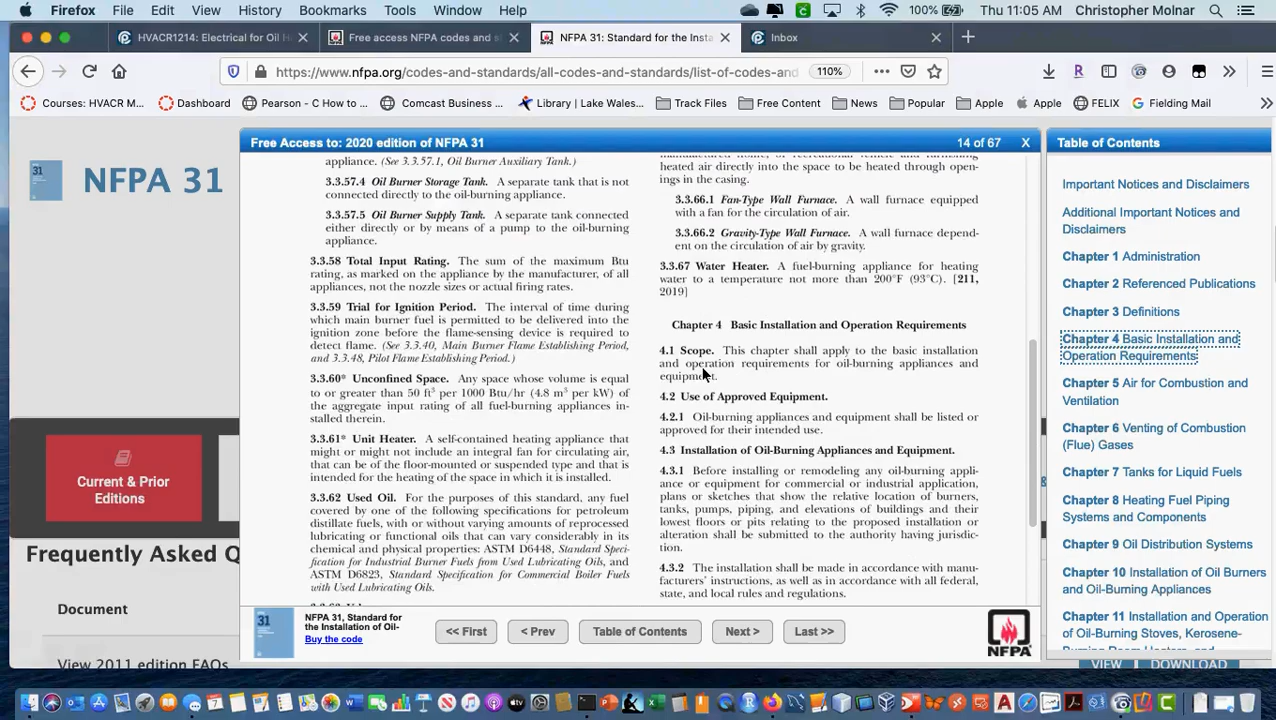 Firefox File Edit View History Bookmarks Tools Window Help
100% Thu 11:05 AM Christopher Molnar
HVACR1214: Electrical for Oil H
Free access NFPA codes and s
NFPA 31: Standard for the Insta
Inbox
https://www.nfpa.org/codes-and-standards/all-codes-and-standards/list-of-codes-and
110%
Courses: HVACR M...
Dashboard
Pearson - C How to ...
Comcast Business ...
Library | Lake Wales...
Track Files
Free Content
News
Popular
Apple
Apple
FELIX
Fielding Mail
NFPA 31
Current & Prior
Editions
Frequently Asked Q
Document
View 2011 edition FAQs
Free Access to: 2020 edition of NFPA 31
14 of 67
X
appliance. (See 3.3.57.1, Oil Burner Auxiliary Tank.)
3.3.57.4 Oil Burner Storage Tank. A separate tank that is not
connected directly to the oil-burning appliance.
3.3.57.5 Oil Burner Supply Tank. A separate tank connected
either directly or by means of a pump to the oil-burning
appliance.
3.3.58 Total Input Rating. The sum of the maximum Btu
rating, as marked on the appliance by the manufacturer, of all
appliances, not the nozzle sizes or actual firing rates.
3.3.59 Trial for Ignition Period. The interval of time during
which main burner fuel is permitted to be delivered into the
ignition zone before the flame-sensing device is required to
detect flame. (See 3.3.40, Main Burner Flame Establishing Period,
and 3.3.48, Pilot Flame Establishing Period.)
3.3.60* Unconfined Space. Any space whose volume is equal
to or greater than 50 ft3 per 1000 Btu/hr (4.8 m3 per kW) of
the aggregate input rating of all fuel-burning appliances in-
stalled therein.
3.3.61* Unit Heater. A self-contained heating appliance that
might or might not include an integral fan for circulating air,
that can be of the floor-mounted or suspended type and that is
intended for the heating of the space in which it is installed.
3.3.62 Used Oil. For the purposes of this standard, any fuel
covered by one of the following specifications for petroleum
distillate fuels, with or without varying amounts of reprocessed
lubricating or functional oils that can vary considerably in its
chemical and physical properties: ASTM D6448, Standard Speci-
fication for Industrial Burner Fuels from Used Lubricating Oils, and
ASTM D6823, Standard Specification for Commercial Boiler Fuels
with Used Lubricating Oils.
manufactured home, or recreational vehicle and furnishing
heated air directly into the space to be heated through open-
ings in the casing.
3.3.66.1 Fan-Type Wall Furnace. A wall furnace equipped
with a fan for the circulation of air.
3.3.66.2 Gravity-Type Wall Furnace. A wall furnace depend-
ent on the circulation of air by gravity.
3.3.67 Water Heater. A fuel-burning appliance for heating
water to a temperature not more than 200°F (93°C). [211,
2019]
Chapter 4 Basic Installation and Operation Requirements
4.1 Scope. This chapter shall apply to the basic installation
and operation requirements for oil-burning appliances and
equipment.
4.2 Use of Approved Equipment.
4.2.1 Oil-burning appliances and equipment shall be listed or
approved for their intended use.
4.3 Installation of Oil-Burning Appliances and Equipment.
4.3.1 Before installing or remodeling any oil-burning appli-
ance or equipment for commercial or industrial application,
plans or sketches that show the relative location of burners,
tanks, pumps, piping, and elevations of buildings and their
lowest floors or pits relating to the proposed installation or
alteration shall be submitted to the authority having jurisdic-
tion.
4.3.2 The installation shall be made in accordance with manu-
facturers' instructions, as well as in accordance with all federal,
state, and local rules and regulations.
31
NFPA 31, Standard for
the Installation of Oil-
Buy the code
<< First
< Prev
Table of Contents
Next >
Last >>
NFPA
Table of Contents
Important Notices and Disclaimers
Additional Important Notices and
Disclaimers
Chapter 1 Administration
Chapter 2 Referenced Publications
Chapter 3 Definitions
Chapter 4 Basic Installation and
Operation Requirements
Chapter 5 Air for Combustion and
Ventilation
Chapter 6 Venting of Combustion
(Flue) Gases
Chapter 7 Tanks for Liquid Fuels
Chapter 8 Heating Fuel Piping
Systems and Components
Chapter 9 Oil Distribution Systems
Chapter 10 Installation of Oil Burners
and Oil-Burning Appliances
Chapter 11 Installation and Operation
of Oil-Burning Stoves, Kerosene-
Burning Room Heaters, and
VIEW
DOWNLOAD